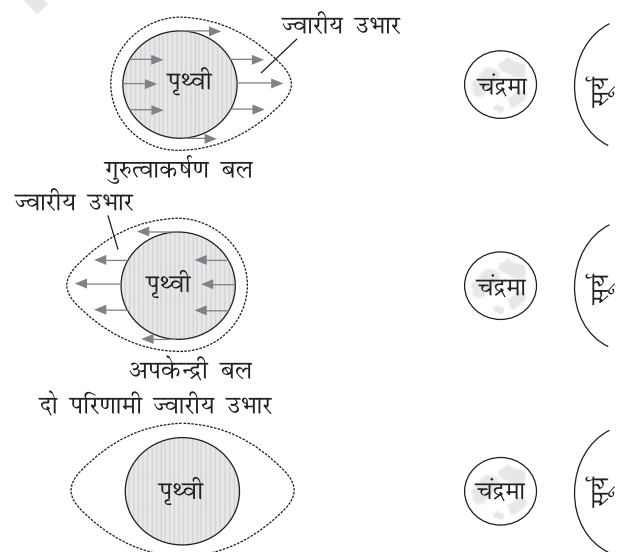 ज्वारीय उभार
पृथ्वी
चंद्रमा
सूर्य
गुरुत्वाकर्षण बल
ज्वारीय उभार
पृथ्वी
चंद्रमा
सूर्य
अपकेन्द्री बल
दो परिणामी ज्वारीय उभार
पृथ्वी
चंद्रमा
सूर्य